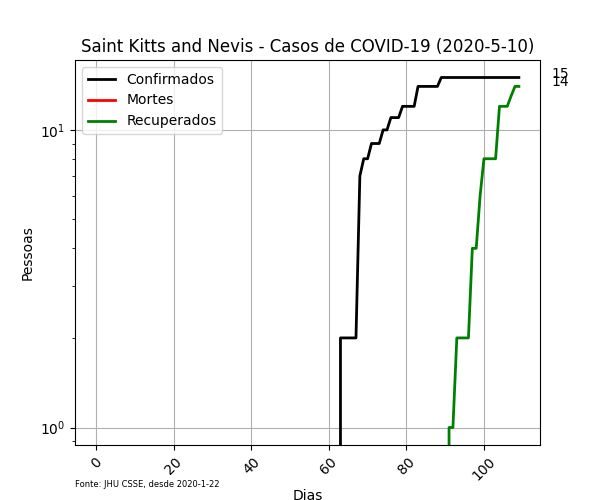 Saint Kitts and Nevis - Casos de COVID-19 (2020-5-10)
Confirmados
Mortes
Recuperados
15
14
10¹
10⁰
Pessoas
0
20
40
60
80
100
Fonte: JHU CSSE, desde 2020-1-22
Dias